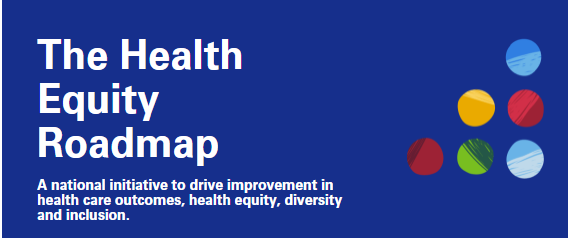 The Health
Equity
Roadmap
A national initiative to drive improvement in
health care outcomes, health equity, diversity
and inclusion.